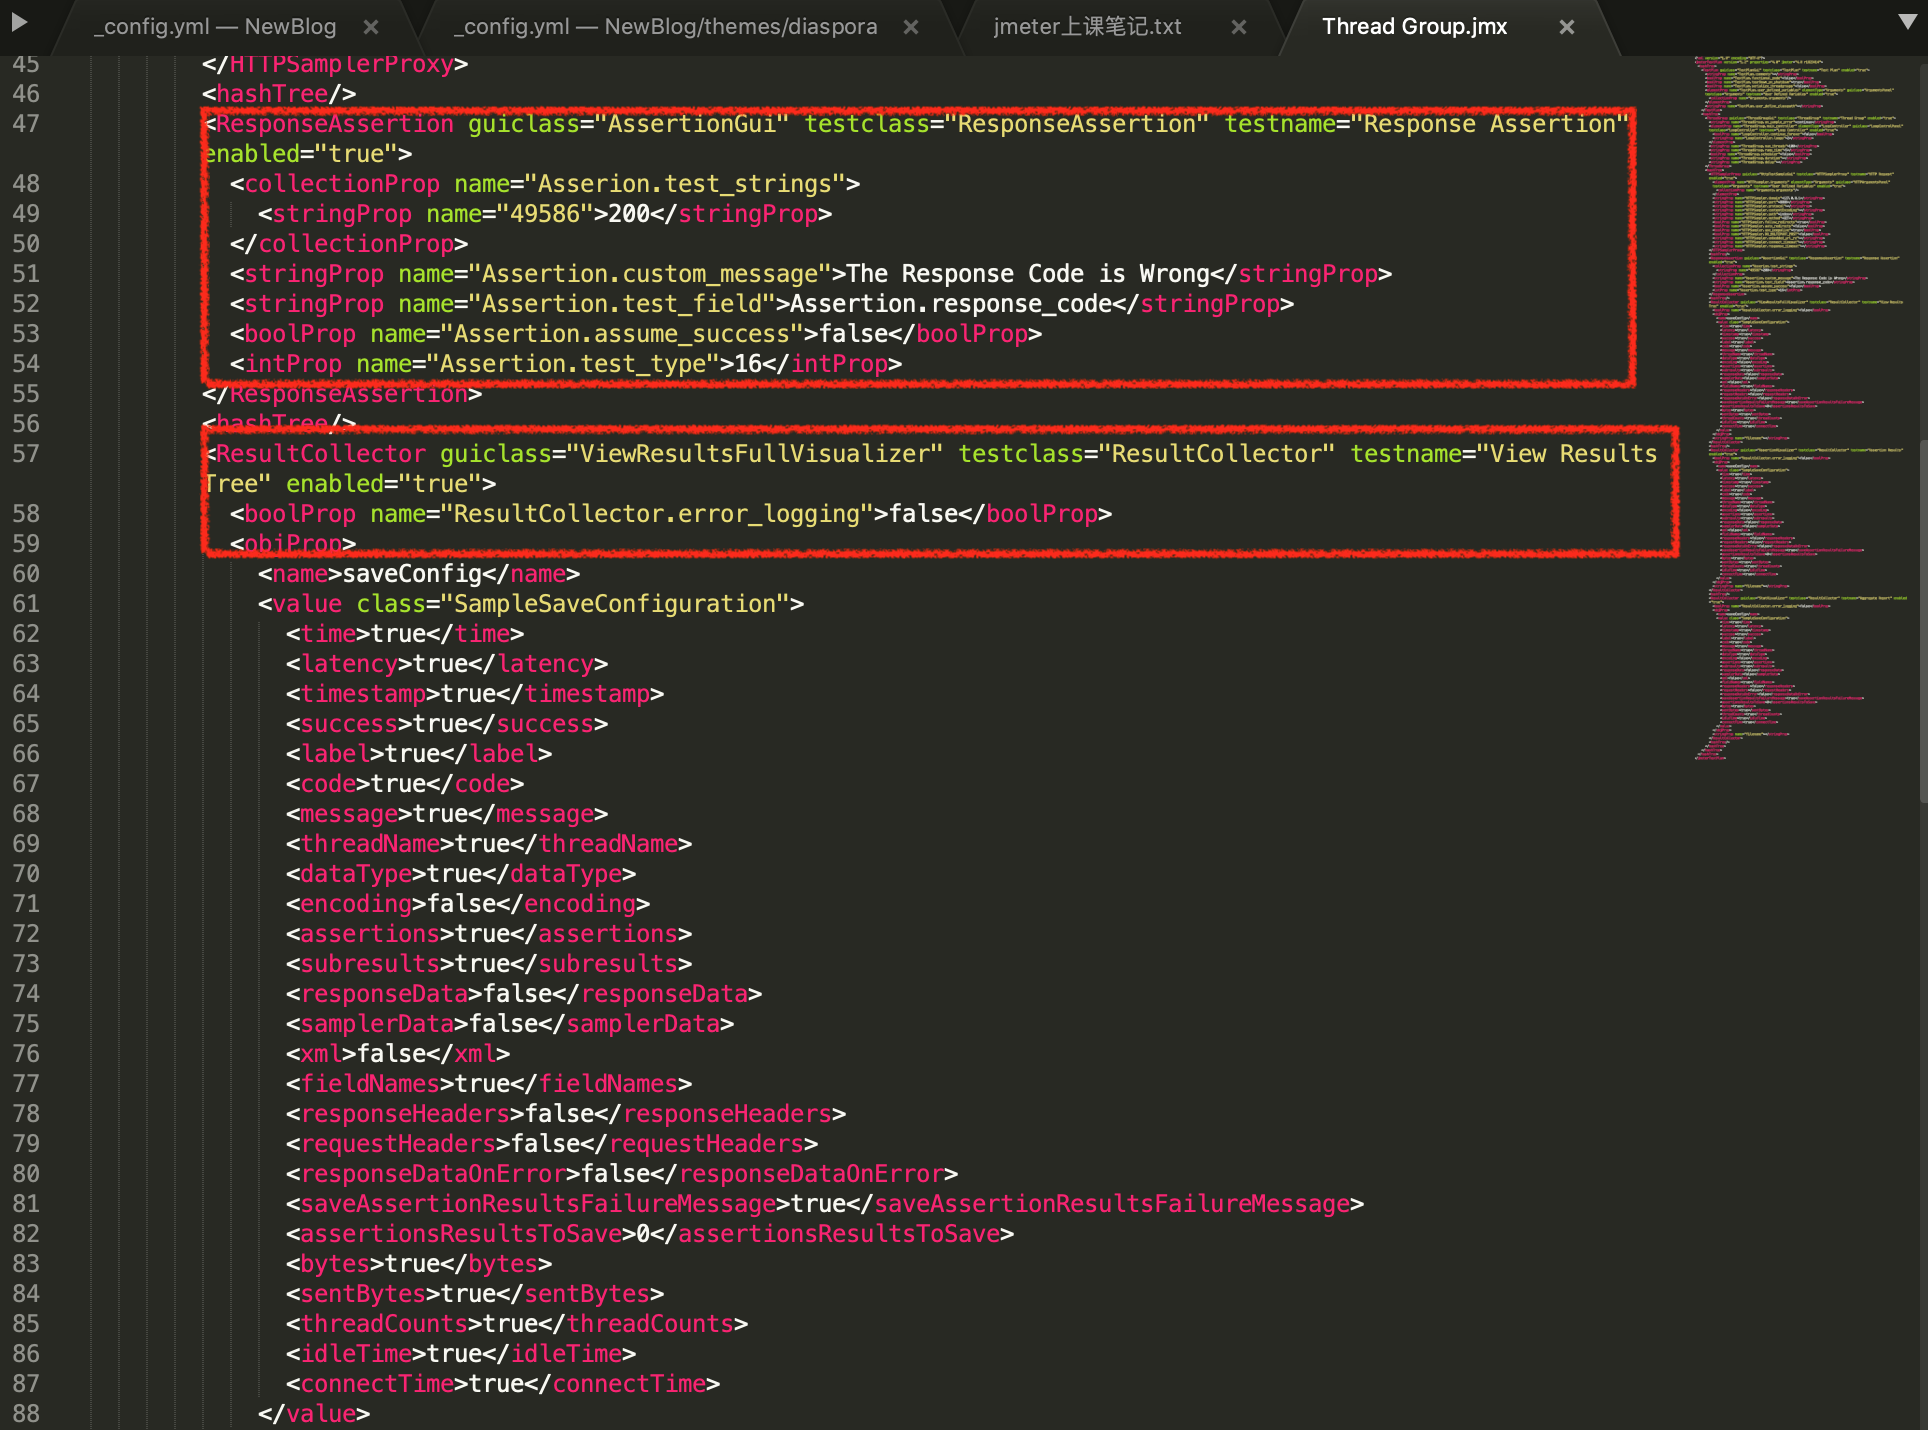 _config.yml — NewBlog
_config.yml — NewBlog/themes/diaspora
jmeter上课笔记.txt
Thread Group.jmx
45 </HTTPSamplerProxy>
46 <hashTree/>
47 <ResponseAssertion guiclass="AssertionGui" testclass="ResponseAssertion" testname="Response Assertion"
enabled="true">
48 <collectionProp name="Asserion.test_strings">
49 <stringProp name="49586">200</stringProp>
50 </collectionProp>
51 <stringProp name="Assertion.custom_message">The Response Code is Wrong</stringProp>
52 <stringProp name="Assertion.test_field">Assertion.response_code</stringProp>
53 <boolProp name="Assertion.assume_success">false</boolProp>
54 <intProp name="Assertion.test_type">16</intProp>
55 </ResponseAssertion>
56 <hashTree/>
57 <ResultCollector guiclass="ViewResultsFullVisualizer" testclass="ResultCollector" testname="View Results
Tree" enabled="true">
58 <boolProp name="ResultCollector.error_logging">false</boolProp>
59 <objProp>
60 <name>saveConfig</name>
61 <value class="SampleSaveConfiguration">
62 <time>true</time>
63 <latency>true</latency>
64 <timestamp>true</timestamp>
65 <success>true</success>
66 <label>true</label>
67 <code>true</code>
68 <message>true</message>
69 <threadName>true</threadName>
70 <dataType>true</dataType>
71 <encoding>false</encoding>
72 <assertions>true</assertions>
73 <subresults>true</subresults>
74 <responseData>false</responseData>
75 <samplerData>false</samplerData>
76 <xml>false</xml>
77 <fieldNames>true</fieldNames>
78 <responseHeaders>false</responseHeaders>
79 <requestHeaders>false</requestHeaders>
80 <responseDataOnError>false</responseDataOnError>
81 <saveAssertionResultsFailureMessage>true</saveAssertionResultsFailureMessage>
82 <assertionsResultsToSave>0</assertionsResultsToSave>
83 <bytes>true</bytes>
84 <sentBytes>true</sentBytes>
85 <threadCounts>true</threadCounts>
86 <idleTime>true</idleTime>
87 <connectTime>true</connectTime>
88 </value>